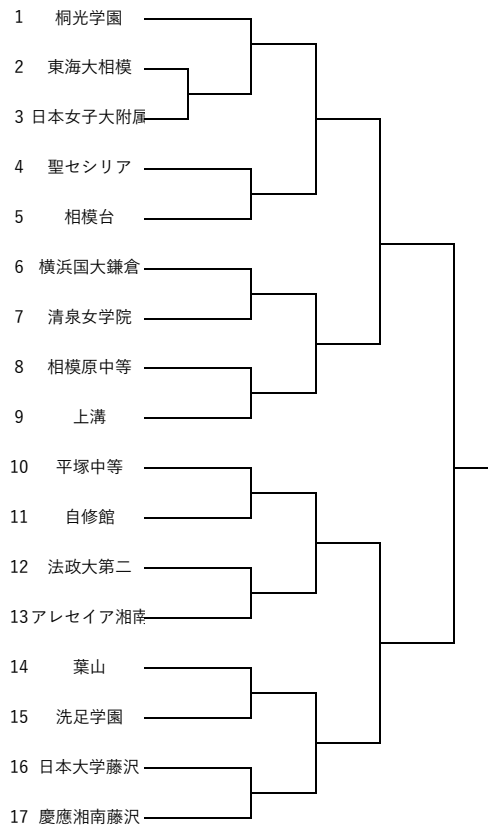 1 桐光学園
2 東海大相模
3 日本女子大附属
4 聖セシリア
5 相模台
6 横浜国大鎌倉
7 清泉女学院
8 相模原中等
9 上溝
10 平塚中等
11 自修館
12 法政大第二
13 アレセイア湘南
14 葉山
15 洗足学園
16 日本大学藤沢
17 慶應湘南藤沢